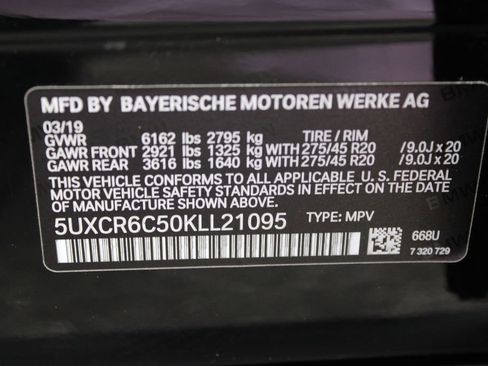 MFD BY BAYERISCHE MOTOREN WERKE AG
03/19
GVWR 6162 lbs 2795 kg TIRE / RIM
GAWR FRONT 2921 lbs 1325 kg WITH 275/45 R20 /9.0J x 20
GAWR REAR 3616 lbs 1640 kg WITH 275/45 R20 /9.0J x 20
THIS VEHICLE CONFORMS TO ALL APPLICABLE U. S. FEDERAL
MOTOR VEHICLE SAFETY STANDARDS IN EFFECT ON THE DATE
OF MANUFACTURE SHOWN ABOVE.
5UXCR6C50KLL21095 TYPE: MPV
668U
7 320 729